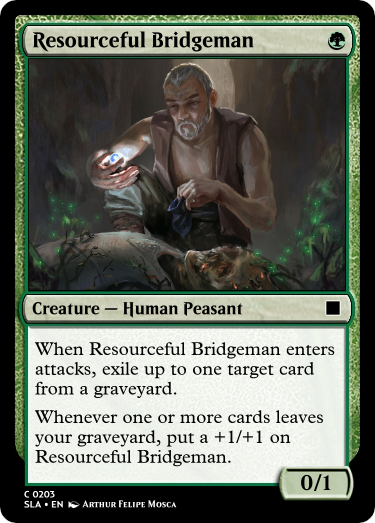 Resourceful Bridgeman
Creature — Human Peasant
When Resourceful Bridgeman enters
attacks, exile up to one target card
from a graveyard.
Whenever one or more cards leaves
your graveyard, put a +1/+1 on
Resourceful Bridgeman.
0/1
C 0203
SLA • EN Arthur Felipe Mosca